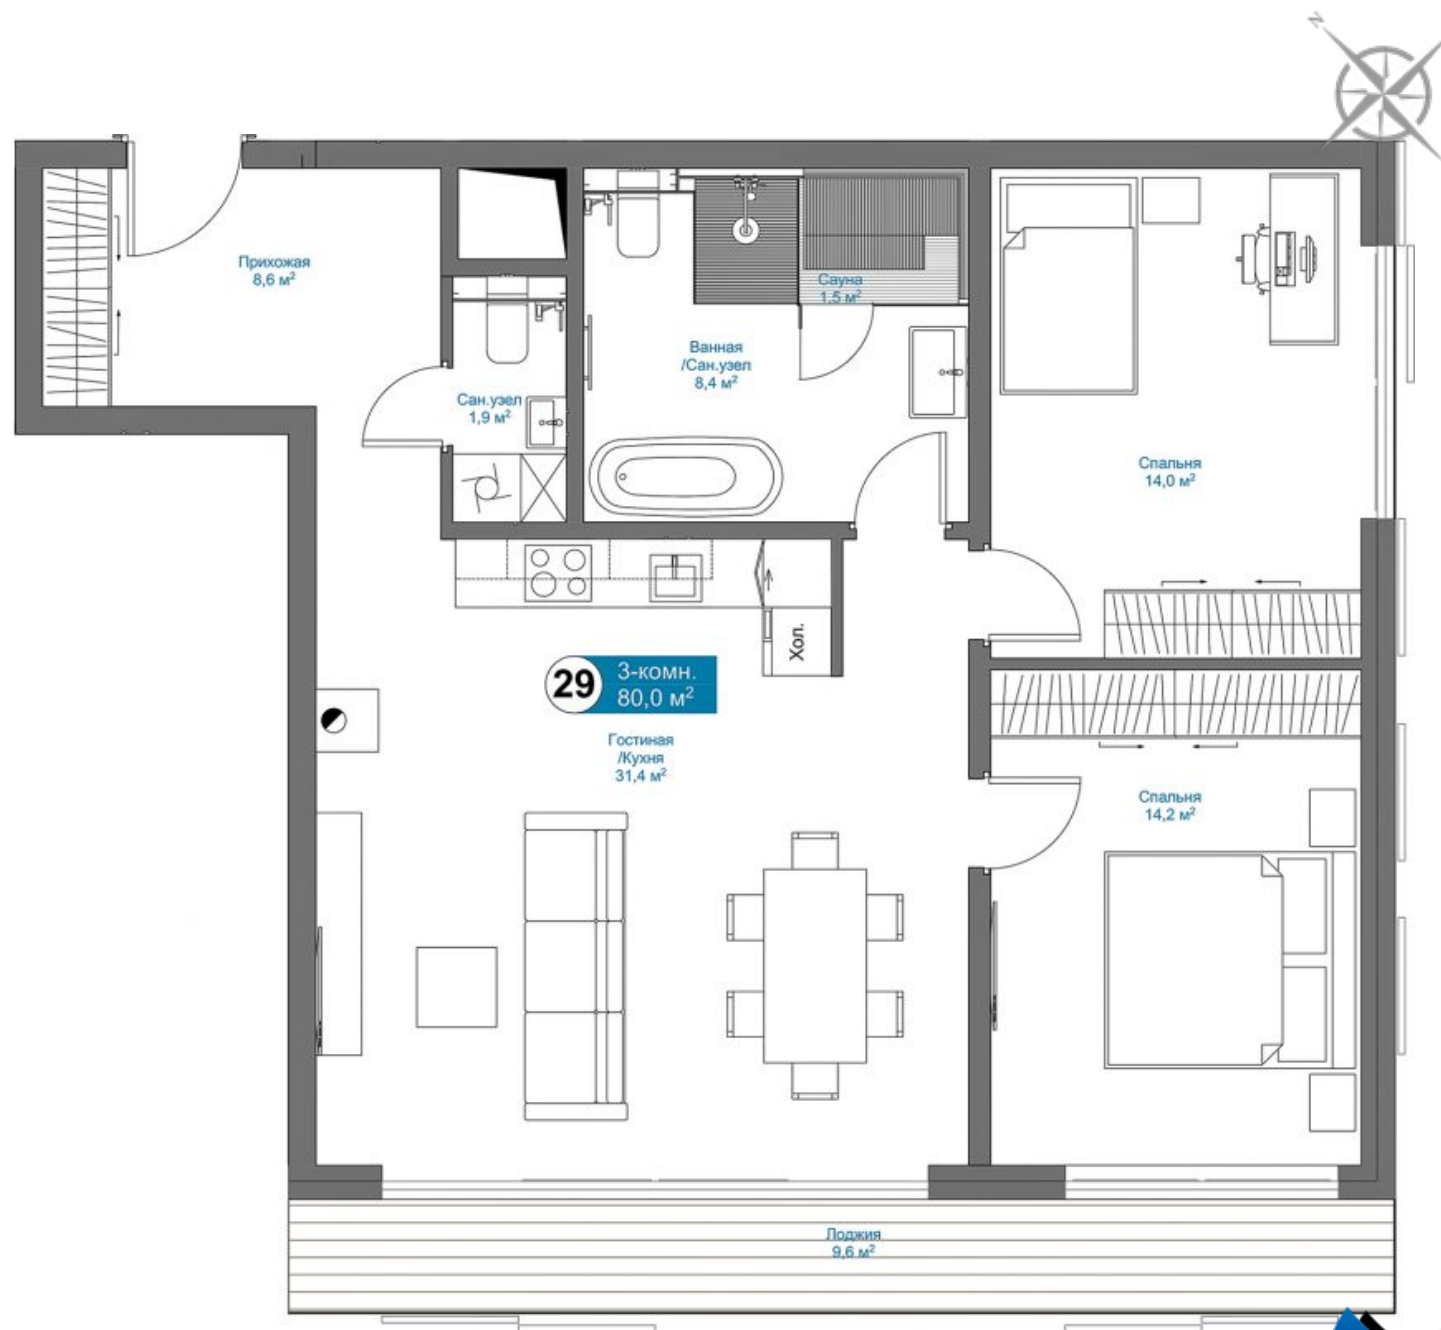 N
Прихожая
8,6 м²
Сауна
1,5 м²
Ванная
/Сан.узел
8,4 м²
Сан.узел
1,9 м²
Спальня
14,0 м²
Хол.
29
3-комн.
80,0 м²
Гостиная
/Кухня
31,4 м²
Спальня
14,2 м²
Лоджия
9,6 м²